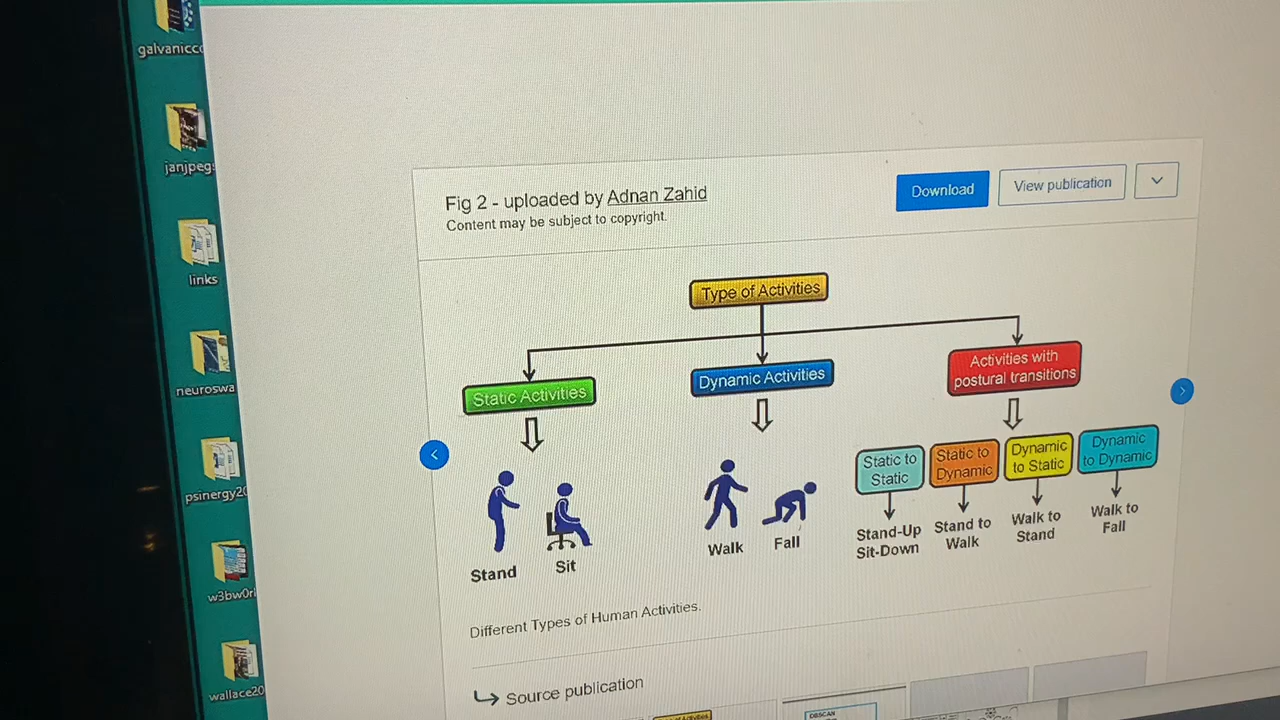 galvanicc
janjpegs
links
neuroswa
psinergy20
w3bw0rl
wallace20
Fig 2 - uploaded by Adnan Zahid
Content may be subject to copyright.
Download
View publication
Type of Activities
Static Activities
Dynamic Activities
Activities with
postural transitions
Static to
Static
Static to
Dynamic
Dynamic
to Static
Dynamic
to Dynamic
Stand
Sit
Walk
Fall
Stand-Up
Sit-Down
Stand to
Walk
Walk to
Stand
Walk to
Fall
Different Types of Human Activities.
Source publication
DBSCAN